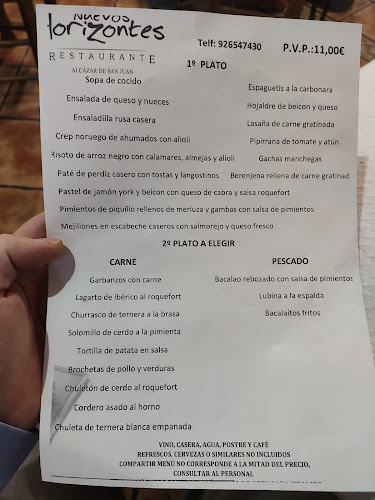 NUEVOS
Horizontes
RESTAURANTE
ALCÁZAR DE SAN JUAN
Telf: 926547430
P.V.P.:11,00€
1º PLATO
Sopa de cocido
Espaguetis a la carbonara
Ensalada de queso y nueces
Hojaldre de beicon y queso
Ensaladilla rusa casera
Lasaña de carne gratinada
Crep noruego de ahumados con alioli
Pipirrana de tomate y atún
Risoto de arroz negro con calamares, almejas y alioli
Gachas manchegas
Paté de perdiz casero con tostas y langostinos
Berenjena rellena de carne gratinad
Pastel de jamón york y beicon con queso de cabra y salsa roquefort
Pimientos de piquillo rellenos de merluza y gambas con salsa de pimientos
Mejillones en escabeche caseros con salmorejo y queso fresco
2º PLATO A ELEGIR
CARNE
Garbanzos con carne
Lagarto de ibérico al roquefort
Churrasco de ternera a la brasa
Solomillo de cerdo a la pimienta
Tortilla de patata en salsa
Brochetas de pollo y verduras
Chuletón de cerdo al roquefort
Cordero asado al horno
Chuleta de ternera blanca empanada
PESCADO
Bacalao rebozado con salsa de pimientos
Lubina a la espalda
Bacalaitos fritos
VINO, CASERA, AGUA, POSTRE Y CAFÉ
REFRESCOS, CERVEZAS O SIMILARES NO INCLUIDOS
COMPARTIR MENÚ NO CORRESPONDE A LA MITAD DEL PRECIO,
CONSULTAR AL PERSONAL